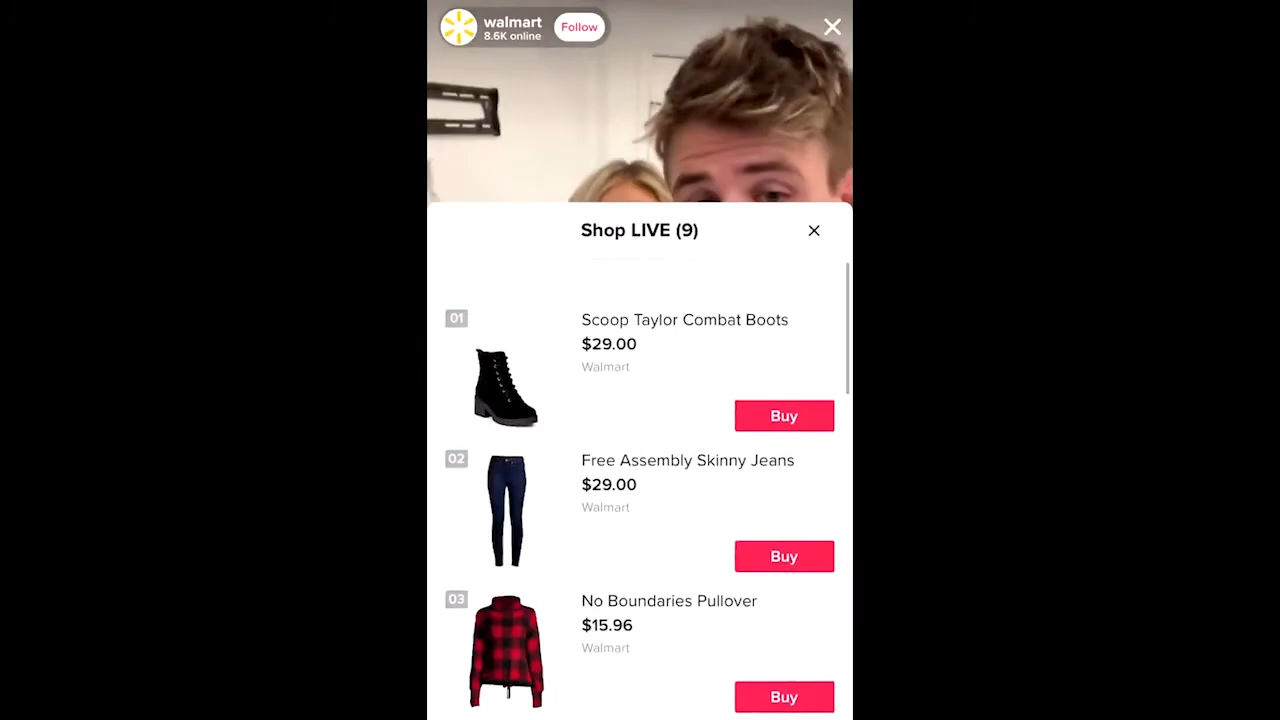 walmart
8.6K online
Follow
Shop LIVE (9)
01
Scoop Taylor Combat Boots
$29.00
Walmart
Buy
02
Free Assembly Skinny Jeans
$29.00
Walmart
Buy
03
No Boundaries Pullover
$15.96
Walmart
Buy